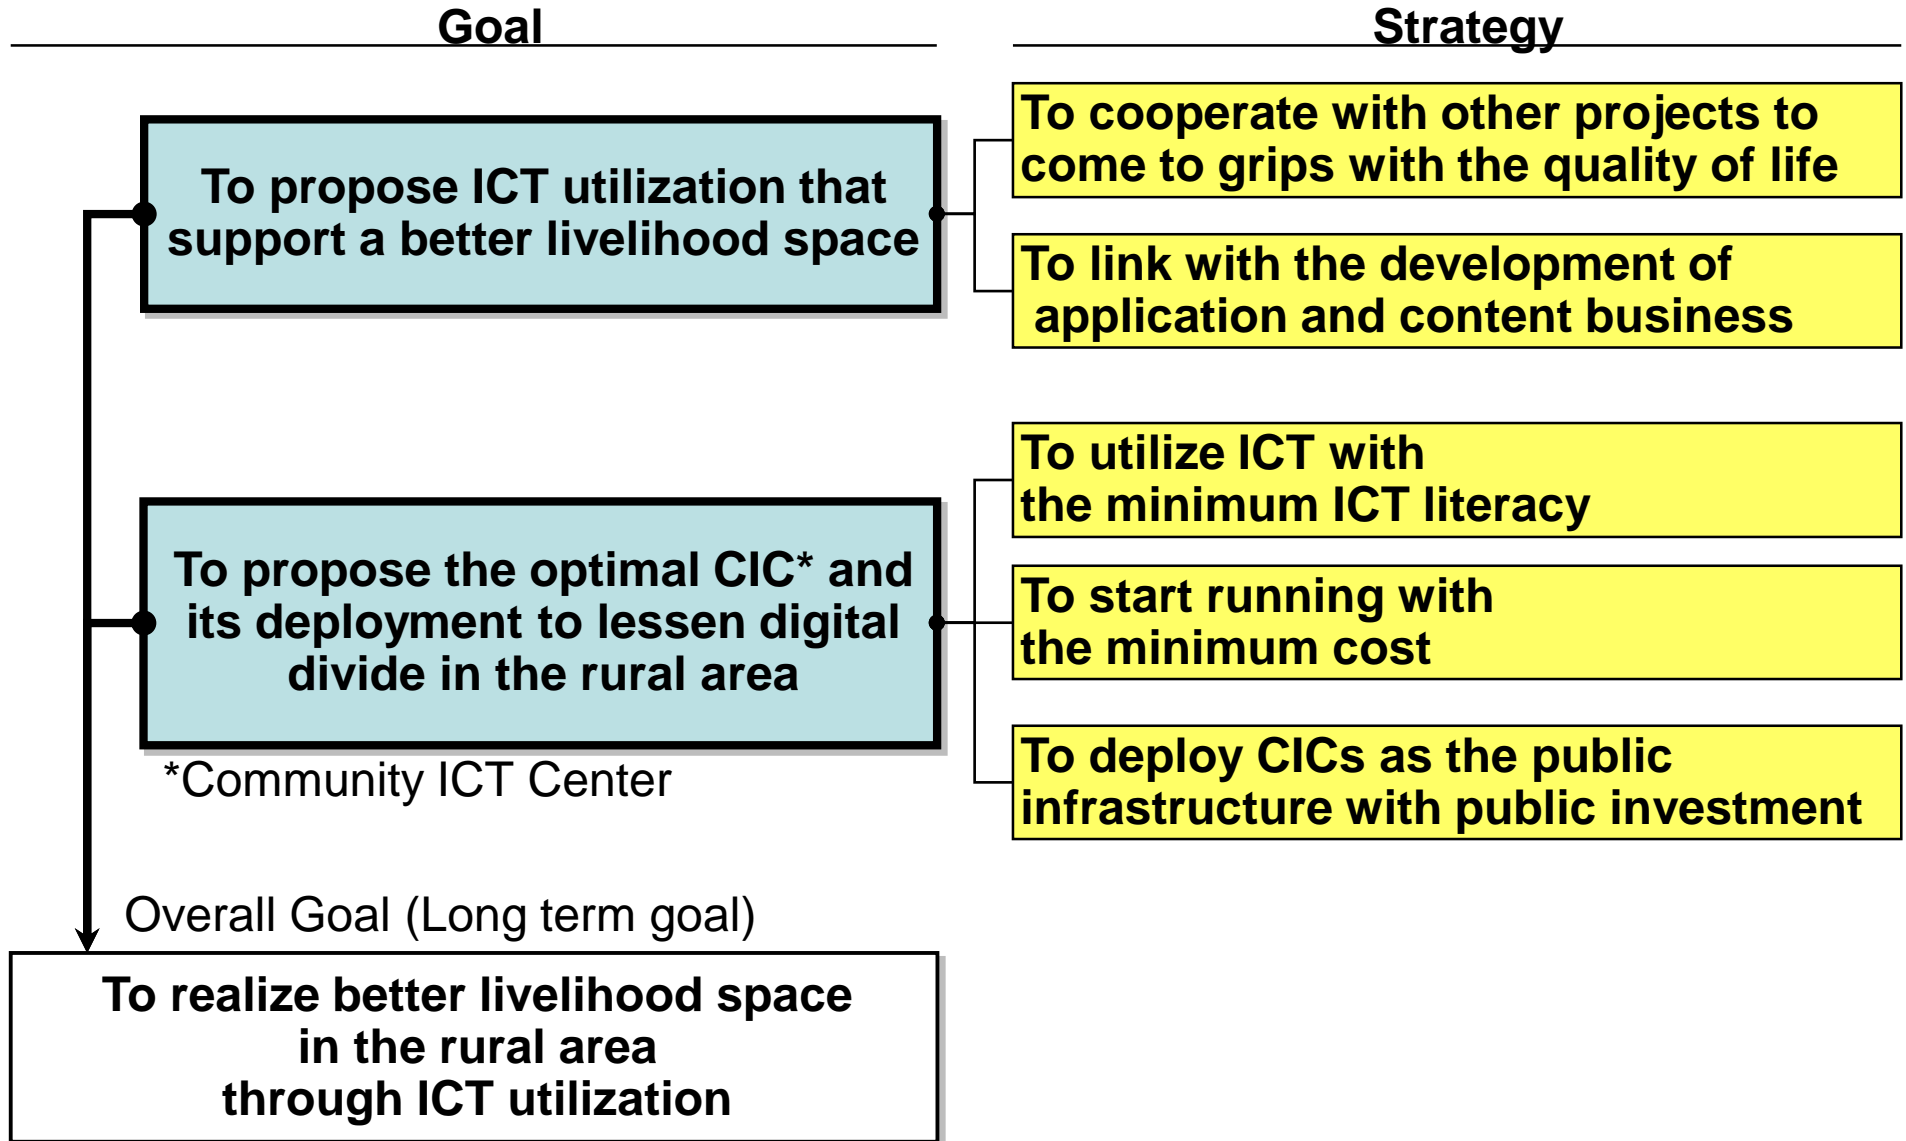 Goal
Strategy
To propose ICT utilization that
support a better livelihood space
To cooperate with other projects to
come to grips with the quality of life
To link with the development of
application and content business
To propose the optimal CIC* and
its deployment to lessen digital
divide in the rural area
*Community ICT Center
To utilize ICT with
the minimum ICT literacy
To start running with
the minimum cost
To deploy CICs as the public
infrastructure with public investment
Overall Goal (Long term goal)
To realize better livelihood space
in the rural area
through ICT utilization